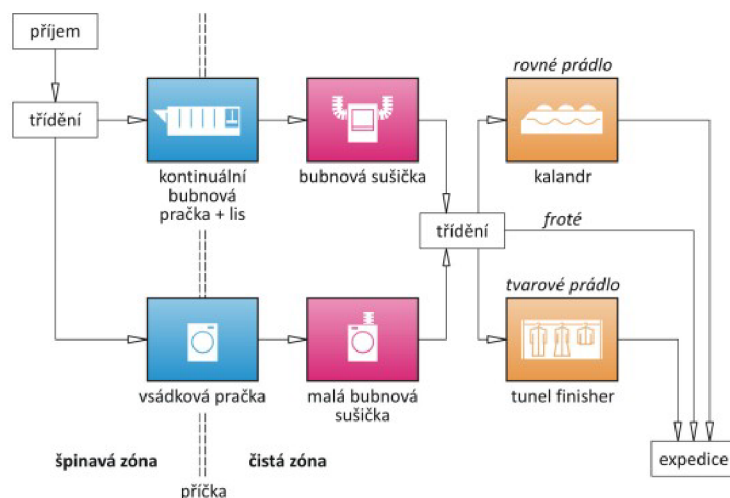 příjem
třídění
kontinuální
bubnová
pračka + lis
bubnová sušička
rovné prádlo
kalandr
třídění
froté
tvarové prádlo
vsádková pračka
malá bubnová
sušička
tunel finisher
špinavá zóna
čistá zóna
příčka
expedice